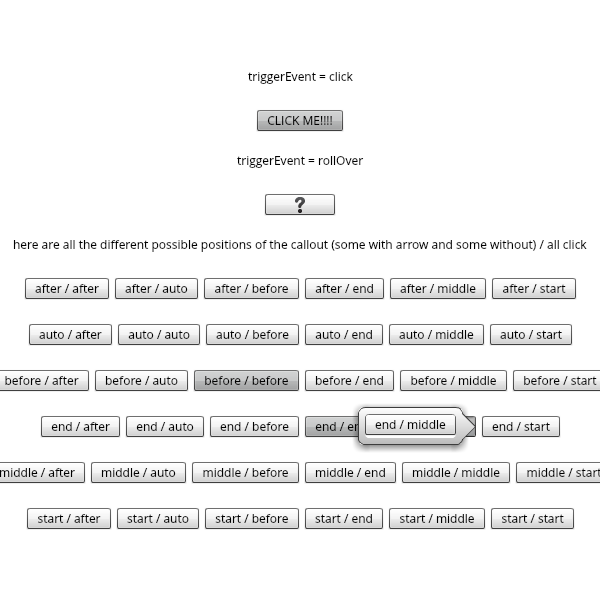 triggerEvent = click
CLICK ME!!!!
triggerEvent = rollOver
?
here are all the different possible positions of the callout (some with arrow and some without) / all click
after / after after / auto after / before after / end after / middle after / start
auto / after auto / auto auto / before auto / end auto / middle auto / start
before / after before / auto before / before before / end before / middle before / start
end / after end / auto end / before end / en end / middle end / start
middle / after middle / auto middle / before middle / end middle / middle middle / start
start / after start / auto start / before start / end start / middle start / start